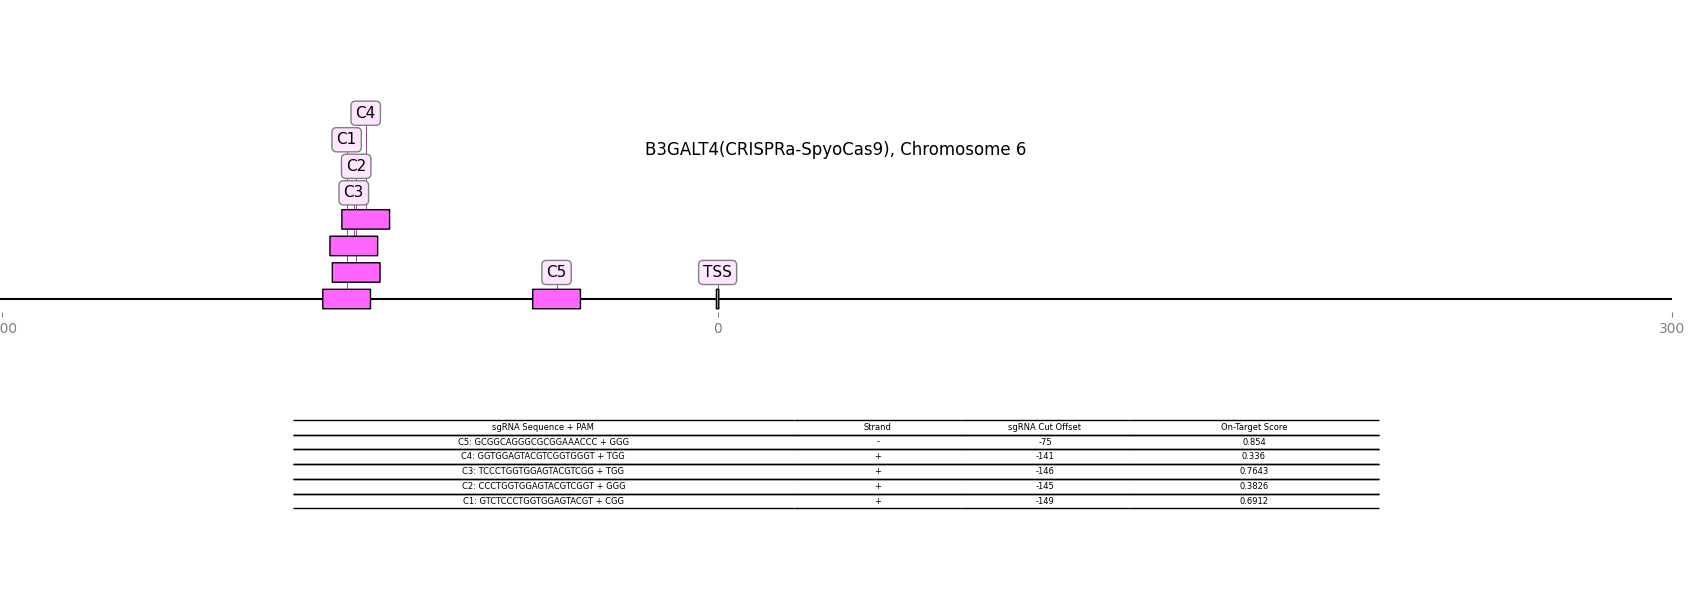 C4
C1
B3GALT4(CRISPRa-SpyoCas9), Chromosome 6
C2
C3
C5 TSS
00 0 300
sgRNA Sequence + PAM Strand sgRNA Cut Offset On-Target Score
C5: GCGGCAGGGCGCGGAAACCC + GGG - -75 0.854
C4: GGTGGAGTACGTCGGTGGGT + TGG + -141 0.336
C3: TCCCTGGTGGAGTACGTCGG + TGG + -146 0.7643
C2: CCCTGGTGGAGTACGTCGGT + GGG + -145 0.3826
C1: GTCTCCCTGGTGGAGTACGT + CGG + -149 0.6912